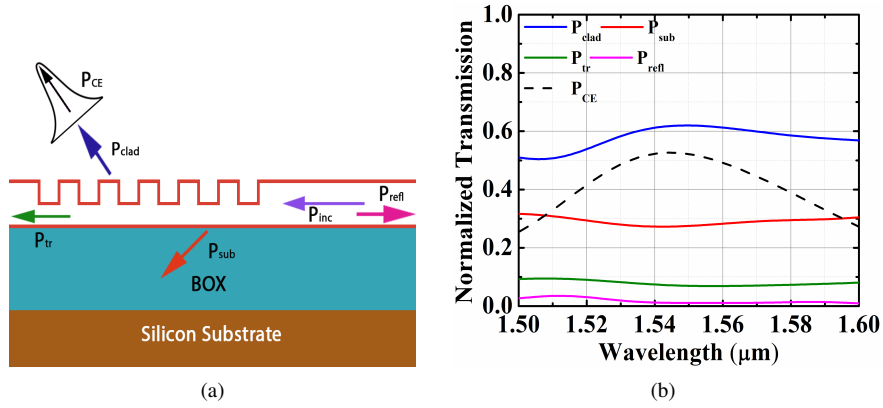 P_CE
P_clad
P_refl
P_inc
P_tr
P_sub
BOX
Silicon Substrate
(a)
Normalized Transmission
1.0
0.8
0.6
0.4
0.2
0.0
P_clad P_sub
P_tr P_refl
P_CE
1.50 1.52 1.54 1.56 1.58 1.60
Wavelength (μm)
(b)